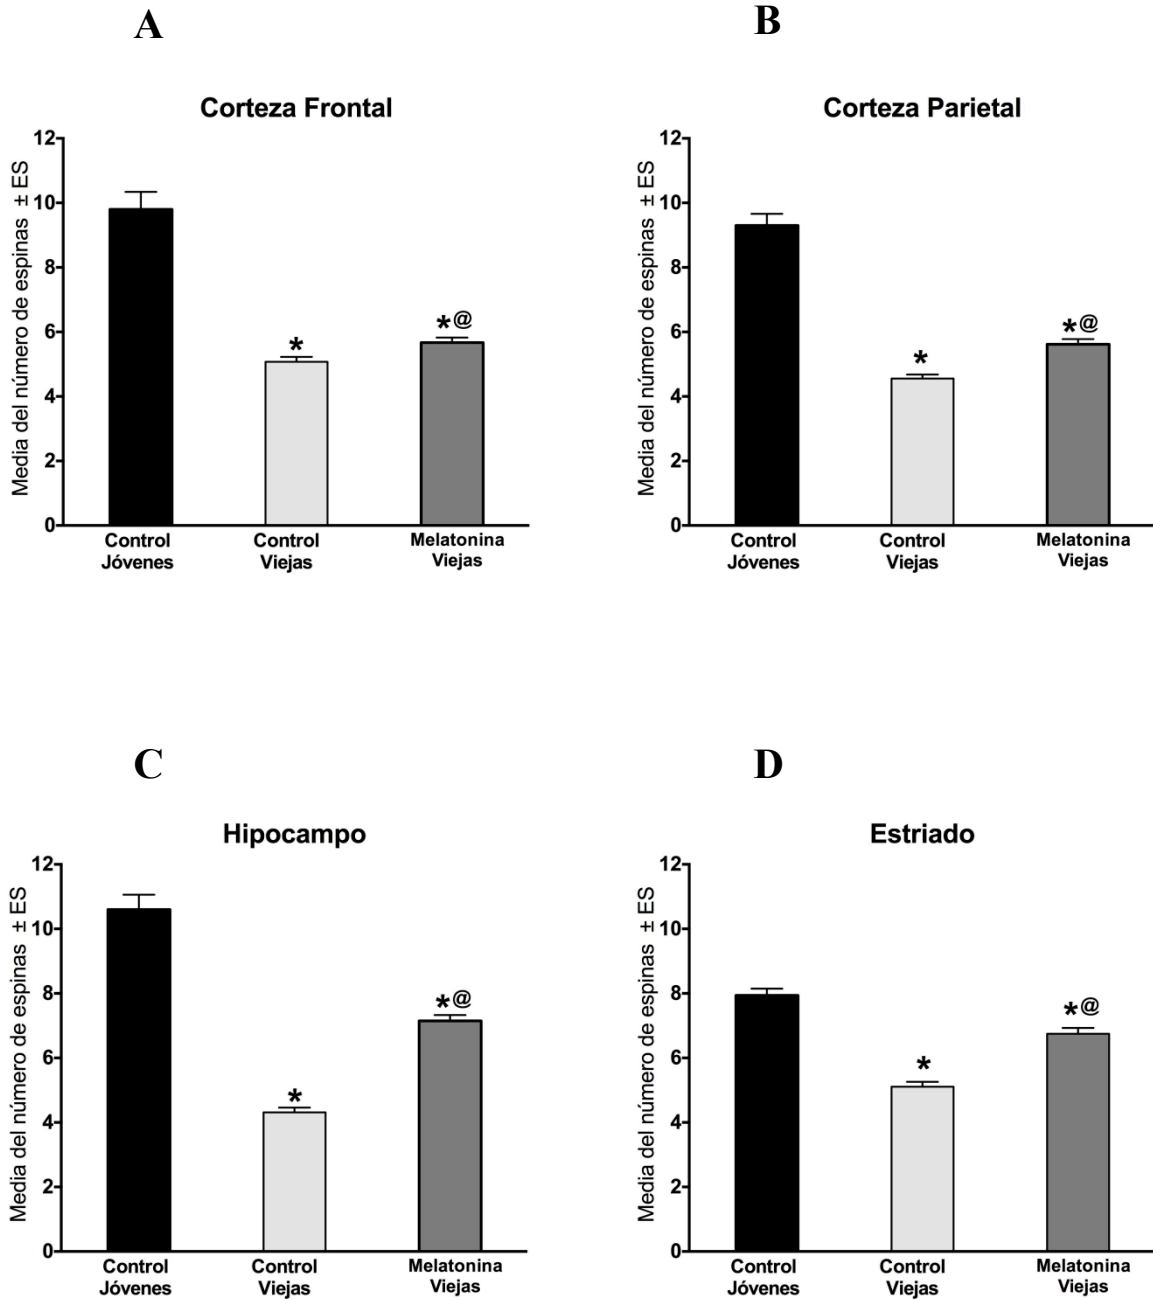 A
Corteza Frontal
Media del número de espinas ± ES
12
10
8
6
4
2
0
*
*@
Control
Jóvenes
Control
Viejas
Melatonina
Viejas
B
Corteza Parietal
Media del número de espinas ± ES
12
10
8
6
4
2
0
*
*@
Control
Jóvenes
Control
Viejas
Melatonina
Viejas
C
Hipocampo
Media del número de espinas ± ES
12
10
8
6
4
2
0
*
*@
Control
Jóvenes
Control
Viejas
Melatonina
Viejas
D
Estriado
Media del número de espinas ± ES
12
10
8
6
4
2
0
*
*@
Control
Jóvenes
Control
Viejas
Melatonina
Viejas